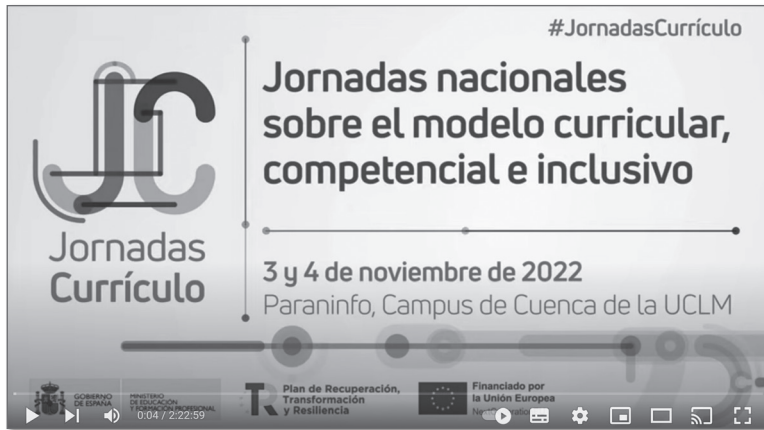 #JornadasCurrículo
Jornadas nacionales
sobre el modelo curricular,
competencial e inclusivo
Jornadas
Currículo
3 y 4 de noviembre de 2022
Paraninfo, Campus de Cuenca de la UCLM
GOBIERNO
DE ESPAÑA
MINISTERIO
DE EDUCACIÓN
Y FORMACIÓN PROFESIONAL
Plan de Recuperación,
Transformación
y Resiliencia
Financiado por
la Unión Europea
0:04 / 2:22:59